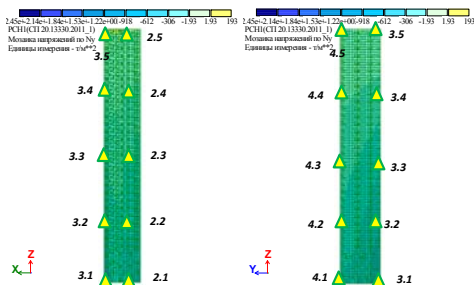 2.45e+2.14e+-1.84e+-1.53e+-1.22e+00-918 -612 -306 -1.93 193
РСН1(СП 20.13330.2011_1)
Мозаика напряжений по Ny
Единицы измерения - т/м**2
3.5
2.5
3.4
2.4
3.3
2.3
3.2
2.2
3.1
2.1
Z
X
2.45e+2.14e+-1.84e+-1.53e+-1.22e+00-918 -612 -306 -1.93 193
РСН1(СП 20.13330.2011_1)
Мозаика напряжений по Ny
Единицы измерения - т/м**2
4.5
3.5
4.4
3.4
4.3
3.3
4.2
3.2
4.1
3.1
Z
Y